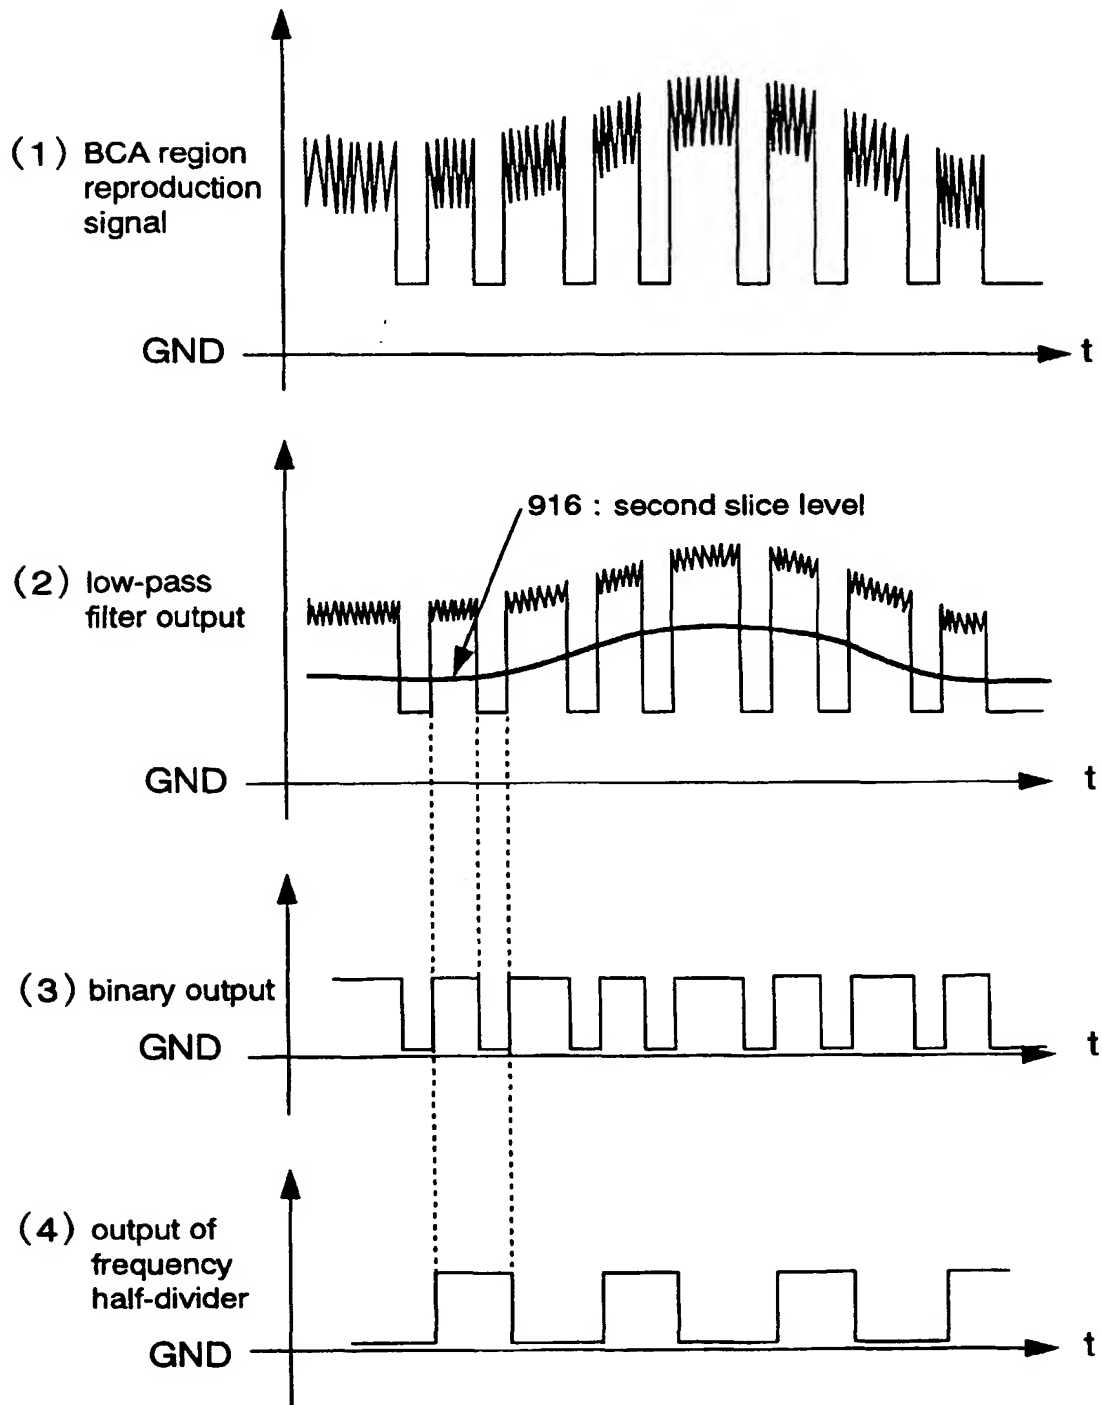 (1) BCA region
reproduction
signal
GND
t
916 : second slice level
(2) low-pass
filter output
GND
t
(3) binary output
GND
t
(4) output of
frequency
half-divider
GND
t